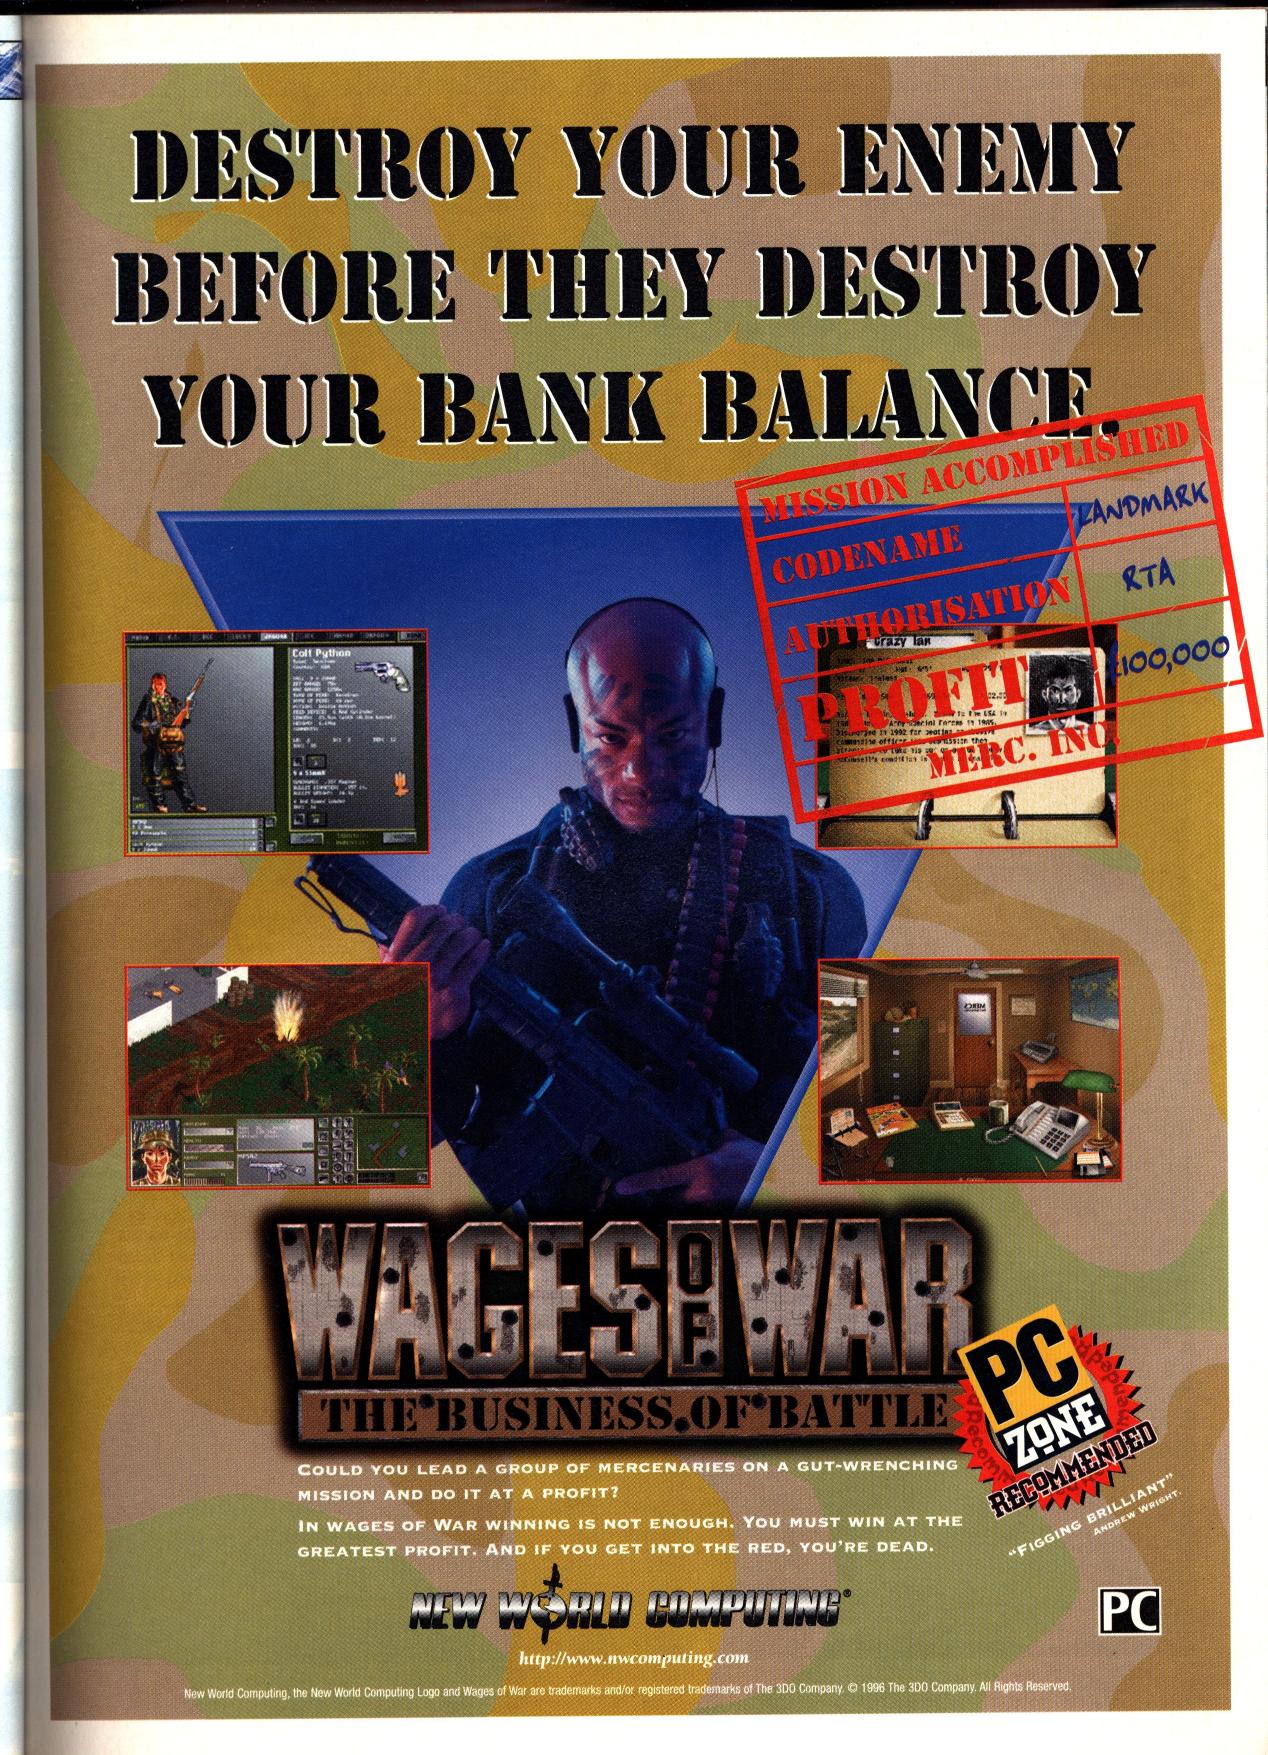 DESTROY YOUR ENEMY
BEFORE THEY DESTROY
YOUR BANK BALANCE.
MISSION ACCOMPLISHED
CODENAME LANDMARK
AUTHORISATION RTA
PROFIT £100,000
MERC. INC.
Colt Python
Crazy Ian
MERCS
WAGES OF WAR
THE BUSINESS OF BATTLE
PC
ZONE
RECOMMENDED
"FIGGING BRILLIANT"
ANDREW WRIGHT.
COULD YOU LEAD A GROUP OF MERCENARIES ON A GUT-WRENCHING
MISSION AND DO IT AT A PROFIT?
IN WAGES OF WAR WINNING IS NOT ENOUGH. YOU MUST WIN AT THE
GREATEST PROFIT. AND IF YOU GET INTO THE RED, YOU'RE DEAD.
NEW WORLD COMPUTING®
PC
http://www.nwcomputing.com
New World Computing, the New World Computing Logo and Wages of War are trademarks and/or registered trademarks of The 3DO Company. © 1996 The 3DO Company. All Rights Reserved.